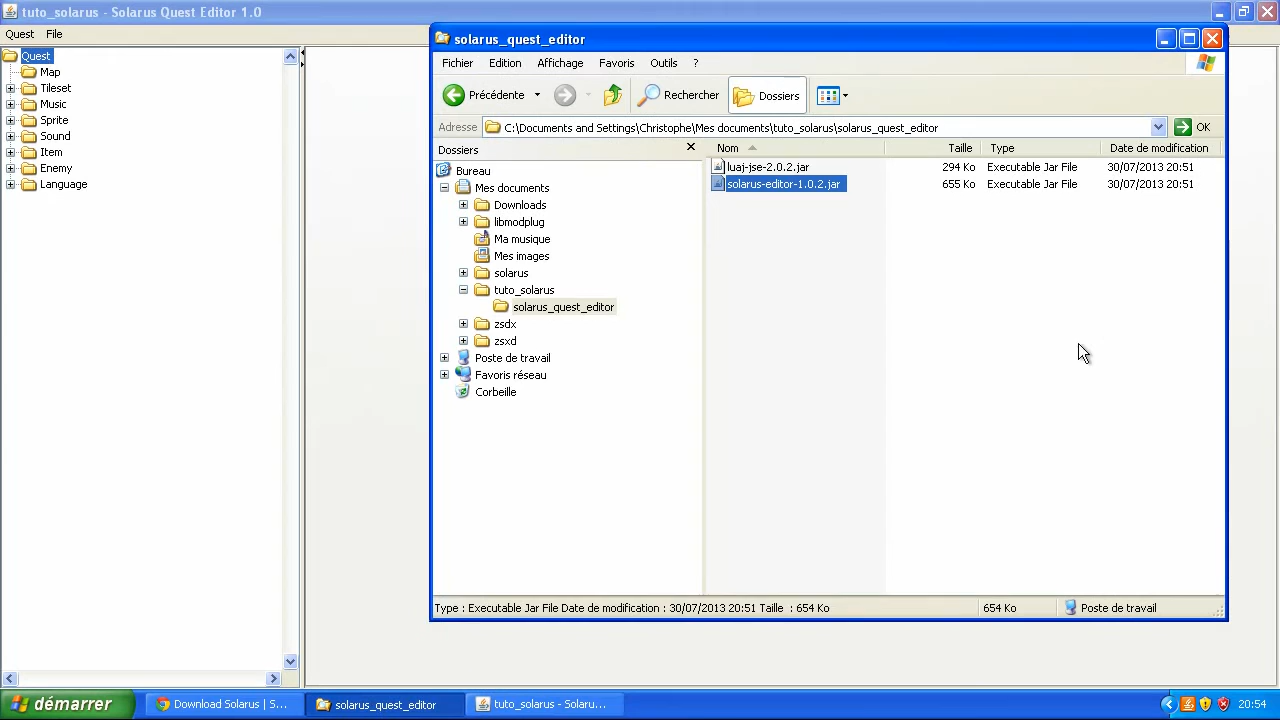 tuto_solarus - Solarus Quest Editor 1.0
Quest File
Quest
Map
Tileset
Music
Sprite
Sound
Item
Enemy
Language
solarus_quest_editor
Fichier Edition Affichage Favoris Outils ?
Précédente Rechercher Dossiers
Adresse C:\Documents and Settings\Christophe\Mes documents\tuto_solarus\solarus_quest_editor OK
Dossiers
Bureau
Mes documents
Downloads
libmodplug
Ma musique
Mes images
solarus
tuto_solarus
solarus_quest_editor
zsdx
zsxd
Poste de travail
Favoris réseau
Corbeille
Nom Taille Type Date de modification
luaj-jse-2.0.2.jar 294 Ko Executable Jar File 30/07/2013 20:51
solarus-editor-1.0.2.jar 655 Ko Executable Jar File 30/07/2013 20:51
Type : Executable Jar File Date de modification : 30/07/2013 20:51 Taille : 654 Ko 654 Ko Poste de travail
démarrer Download Solarus | S... solarus_quest_editor tuto_solarus - Solaru... 20:54